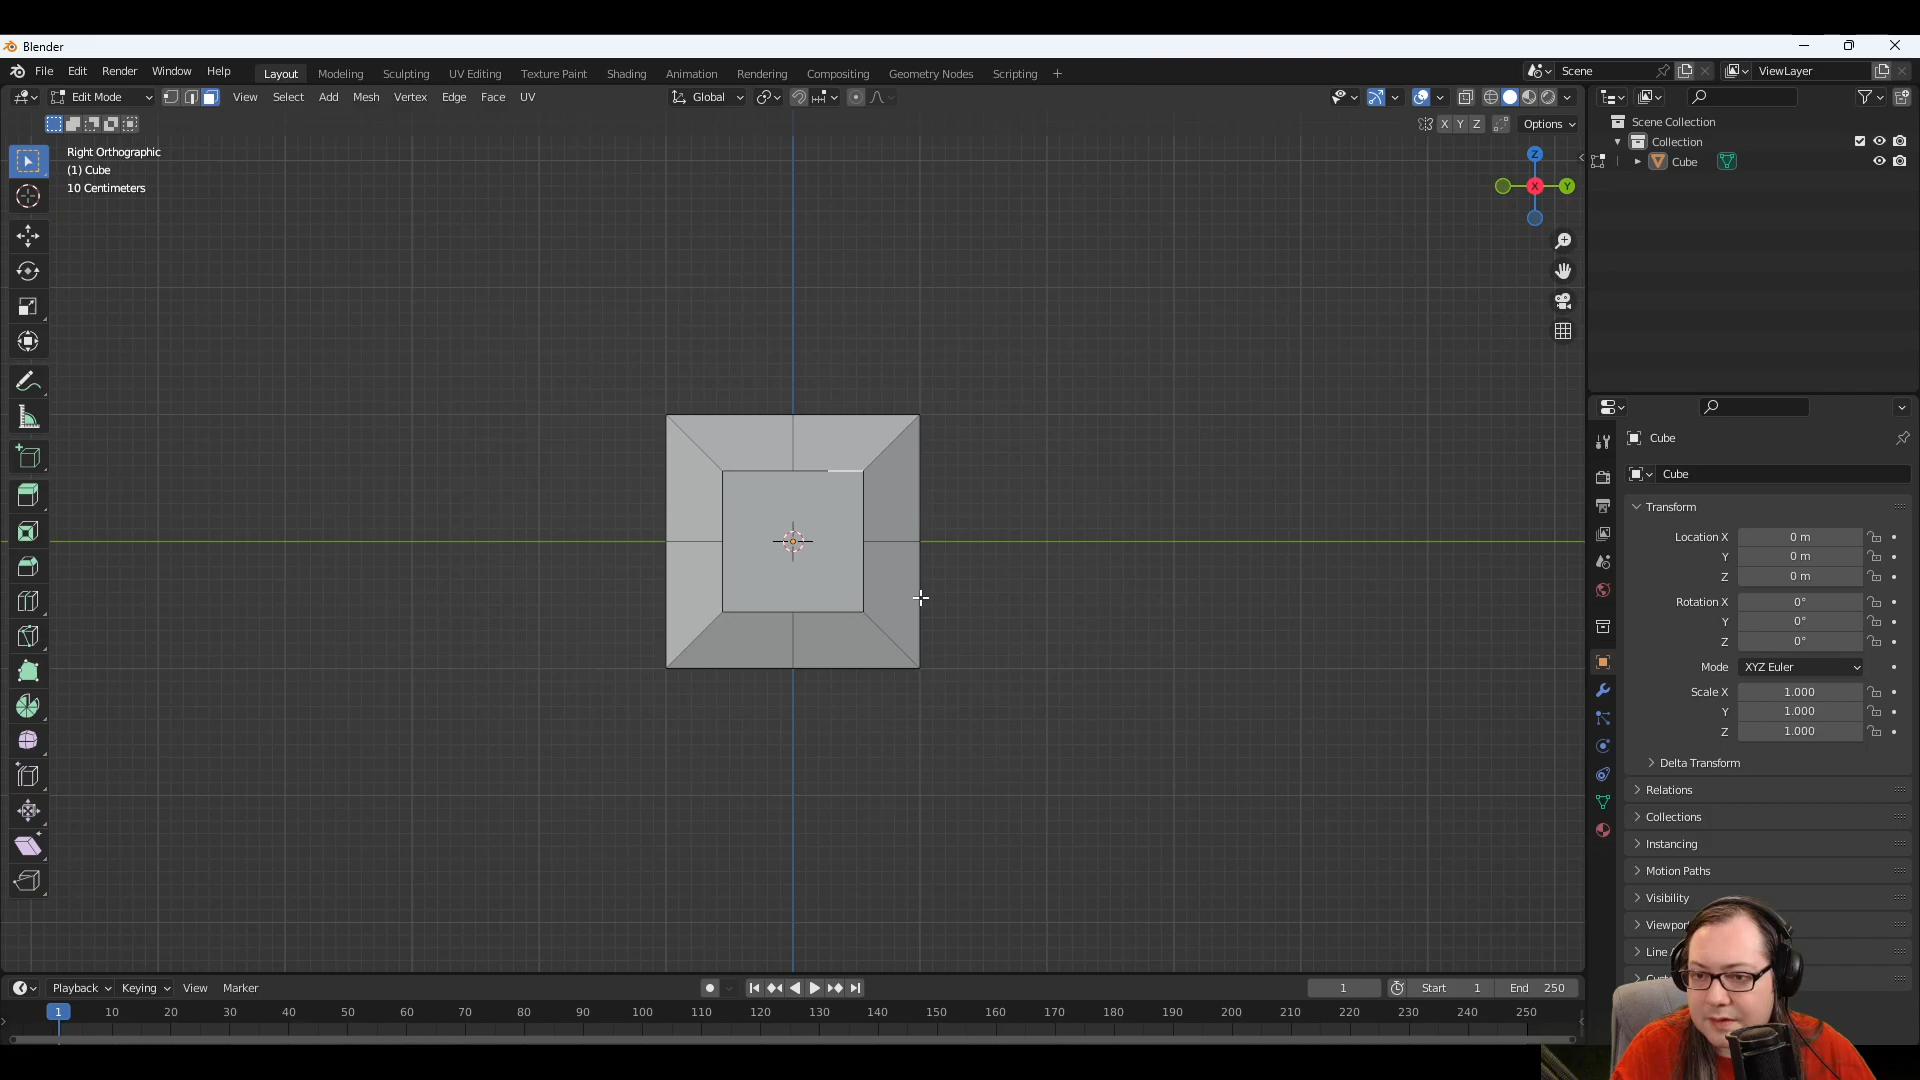 Blender
File Edit Render Window Help
Layout Modeling Sculpting UV Editing Texture Paint Shading Animation Rendering Compositing Geometry Nodes Scripting +
Scene
ViewLayer
Edit Mode
View Select Add Mesh Vertex Edge Face UV
Global
X Y Z
Options
Right Orthographic
(1) Cube
10 Centimeters
Z
X
Y
Scene Collection
Collection
Cube
Cube
Cube
Transform
Location X 0 m
Y 0 m
Z 0 m
Rotation X 0°
Y 0°
Z 0°
Mode XYZ Euler
Scale X 1.000
Y 1.000
Z 1.000
Delta Transform
Relations
Collections
Instancing
Motion Paths
Visibility
Playback Keying View Marker
1
Start 1
End 250
1 10 20 30 40 50 60 70 80 90 100 110 120 130 140 150 160 170 180 190 200 210 220 230 240 250